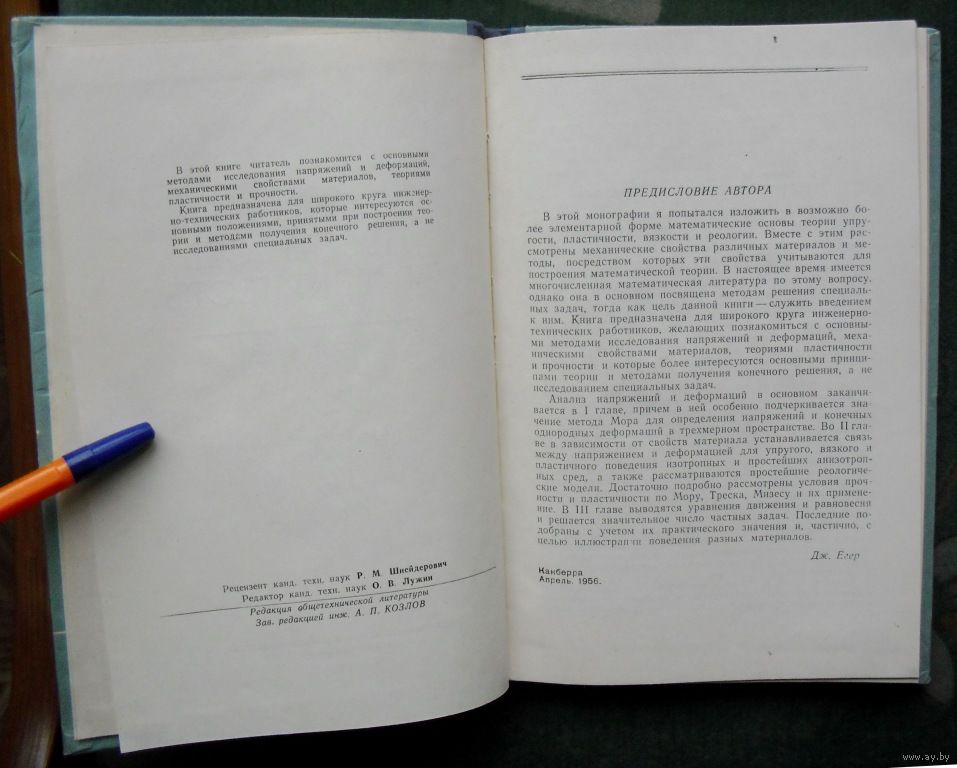 В этой книге читатель познакомится с основными
методами исследования напряжений и деформаций,
механическими свойствами материалов, теориями
пластичности и прочности.
Книга предназначена для широкого круга инженер-
но-технических работников, которые интересуются ос-
новными положениями, принятыми при построении тео-
рии и методами получения конечного решения, а не
исследованиями специальных задач.
Рецензент канд. техн. наук Р. М. Шнейдерович
Редактор канд. техн. наук О. В. Лужин
Редакция общетехнической литературы
Зав. редакцией инж. А. П. КОЗЛОВ
ПРЕДИСЛОВИЕ АВТОРА
В этой монографии я попытался изложить в возможно бо-
лее элементарной форме математические основы теории упру-
гости, пластичности, вязкости и реологии. Вместе с этим рас-
смотрены механические свойства различных материалов и ме-
тоды, посредством которых эти свойства учитываются для
построения математической теории. В настоящее время имеется
многочисленная математическая литература по этому вопросу,
однако она в основном посвящена методам решения специаль-
ных задач, тогда как цель данной книги — служить введением
к ним. Книга предназначена для широкого круга инженерно-
технических работников, желающих познакомиться с основны-
ми методами исследования напряжений и деформаций, меха-
ническими свойствами материалов, теориями пластичности
и прочности и которые более интересуются основными принци-
пами теории и методами получения конечного решения, а не
исследованием специальных задач.
Анализ напряжений и деформаций в основном заканчи-
вается в I главе, причем в ней особенно подчеркивается зна-
чение метода Мора для определения напряжений и конечных
однородных деформаций в трехмерном пространстве. Во II гла-
ве в зависимости от свойств материала устанавливается связь
между напряжением и деформацией для упругого, вязкого и
пластичного поведения изотропных и простейших анизотроп-
ных сред, а также рассматриваются простейшие реологиче-
ские модели. Достаточно подробно рассмотрены условия проч-
ности и пластичности по Мору, Треска, Мизесу и их примене-
ние. В III главе выводятся уравнения движения и равновесия
и решается значительное число частных задач. Последние по-
добраны с учетом их практического значения и, частично, с
целью иллюстрации поведения разных материалов.
Дж. Егер
Канберра
Апрель, 1956.
www.ay.by